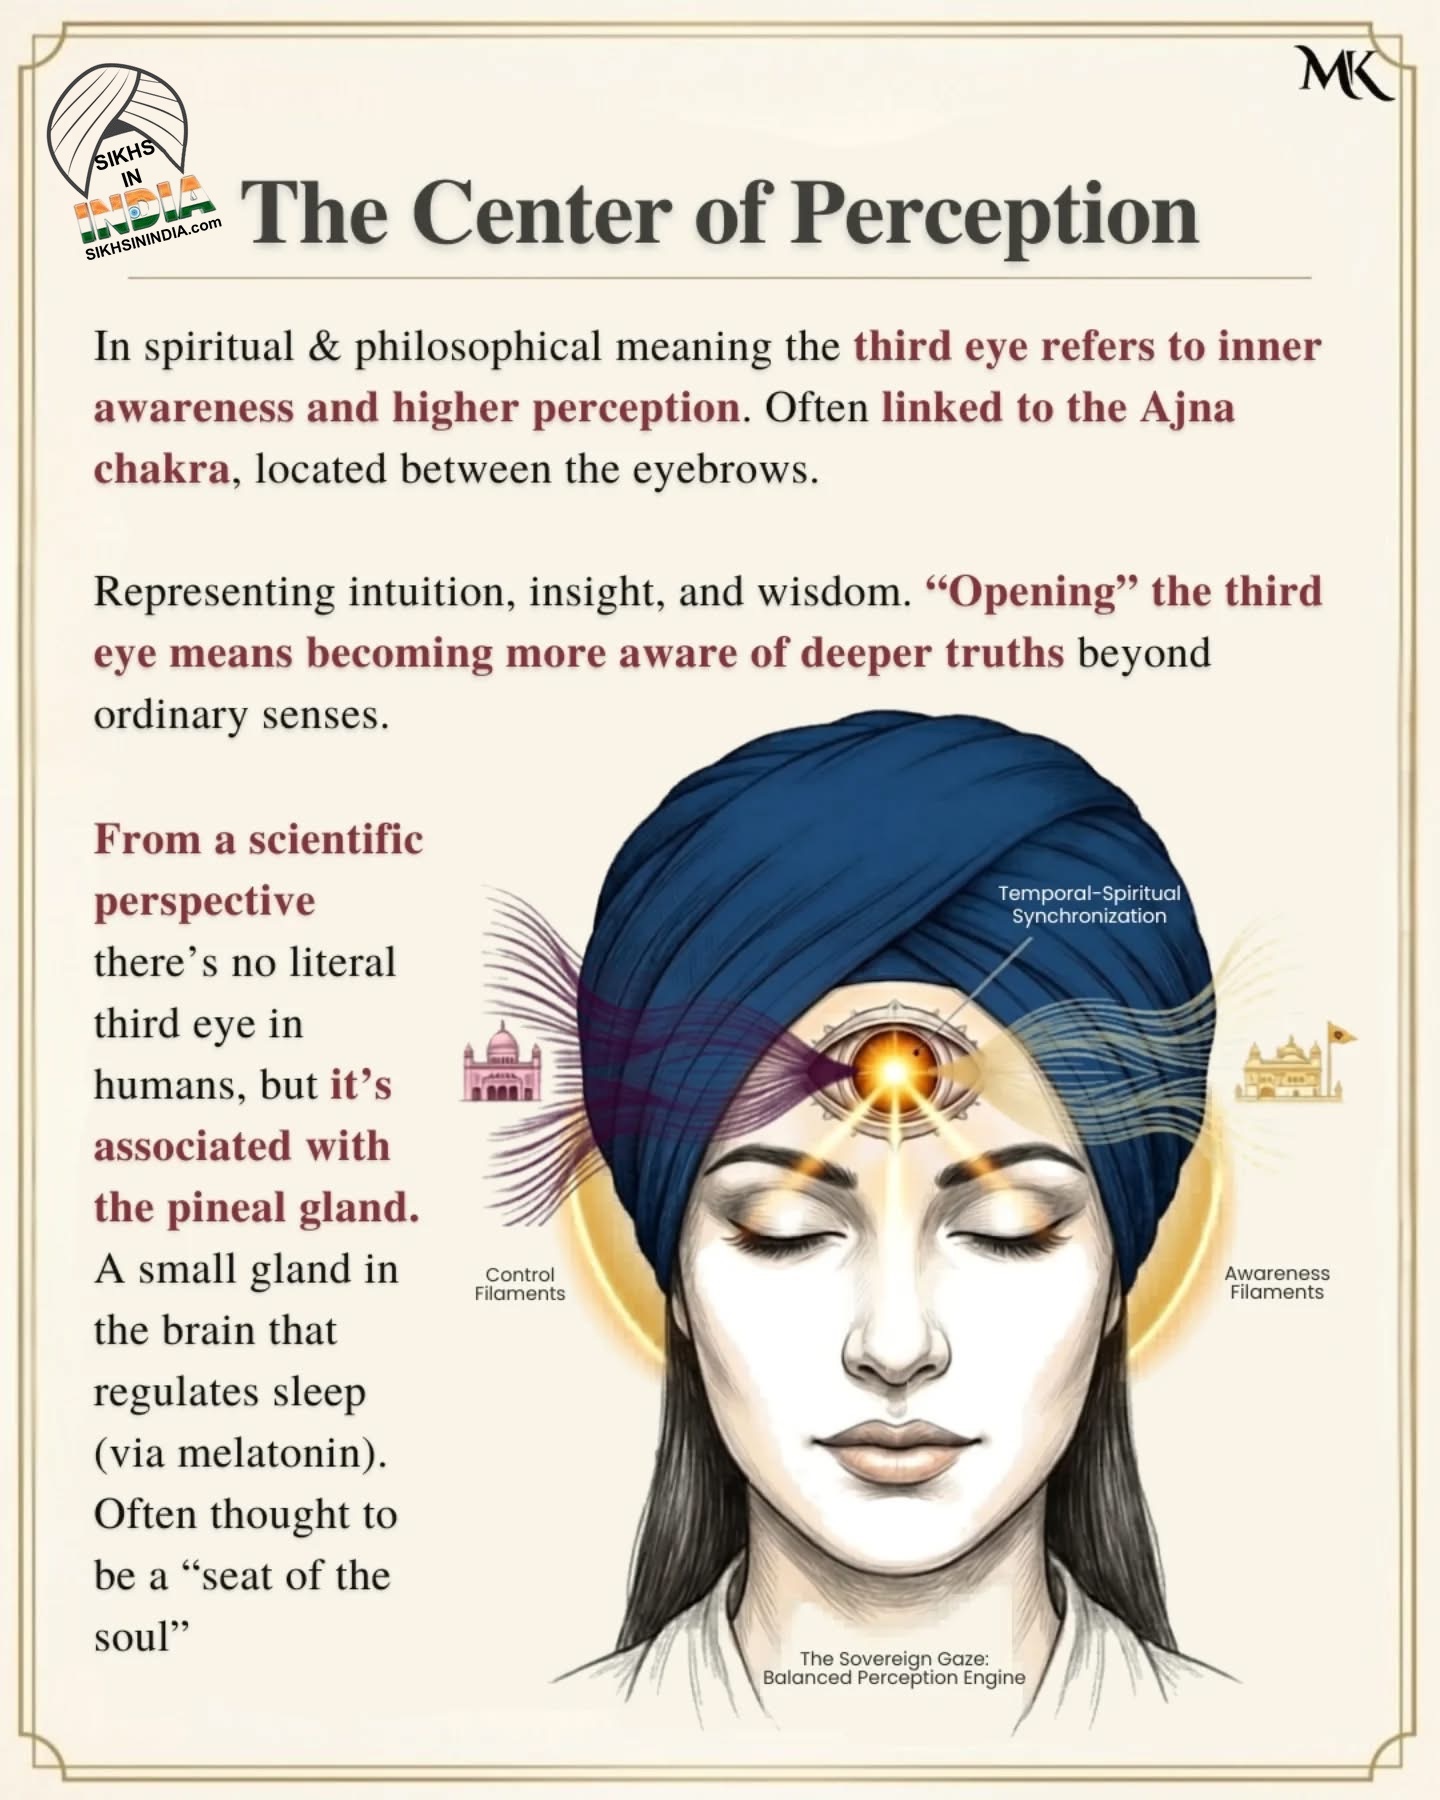 MK
SIKHS
IN
INDIA
SIKHSININDIA.com
The Center of Perception
In spiritual & philosophical meaning the third eye refers to inner
awareness and higher perception. Often linked to the Ajna
chakra, located between the eyebrows.
Representing intuition, insight, and wisdom. “Opening” the third
eye means becoming more aware of deeper truths beyond
ordinary senses.
From a scientific
perspective
there’s no literal
third eye in
humans, but it’s
associated with
the pineal gland.
A small gland in
the brain that
regulates sleep
(via melatonin).
Often thought to
be a “seat of the
soul”
Temporal-Spiritual
Synchronization
Control
Filaments
Awareness
Filaments
The Sovereign Gaze:
Balanced Perception Engine